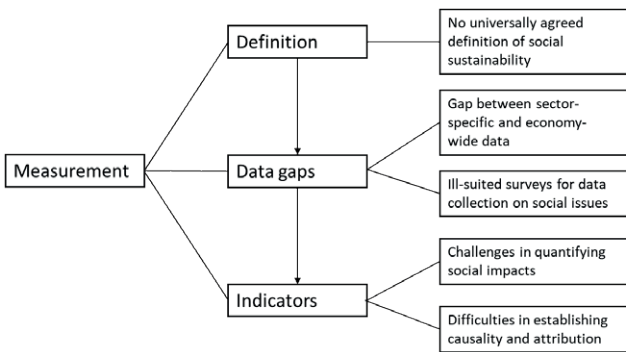 Measurement
Definition
No universally agreed
definition of social
sustainability
Data gaps
Gap between sector-
specific and economy-
wide data
Ill-suited surveys for data
collection on social issues
Indicators
Challenges in quantifying
social impacts
Difficulties in establishing
causality and attribution